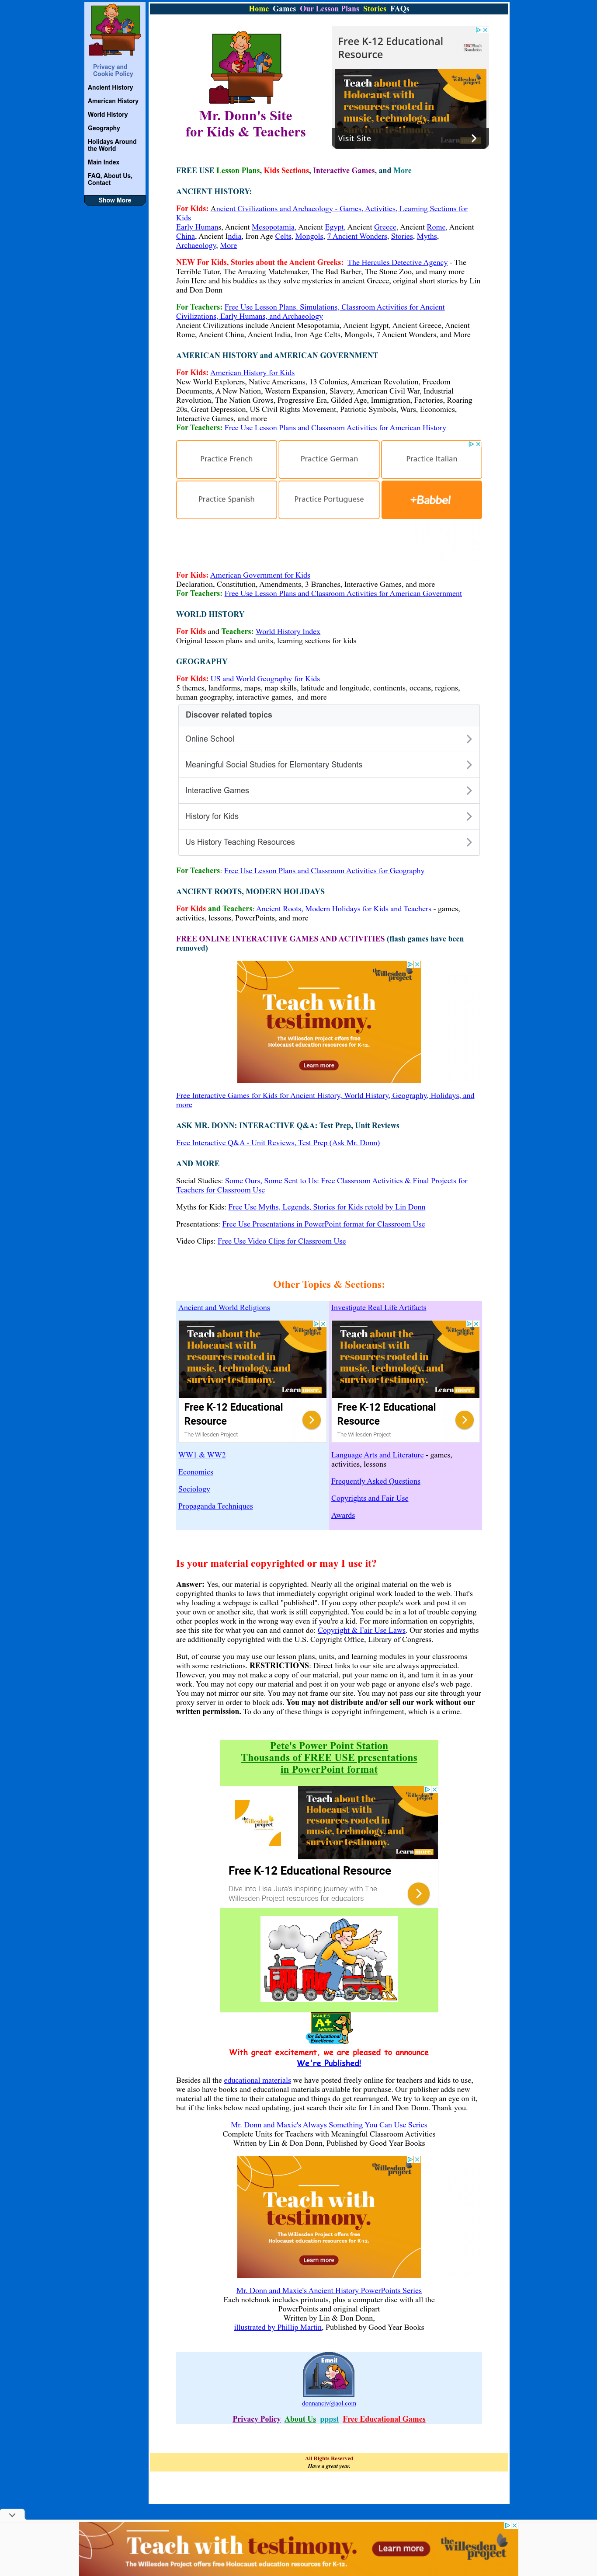 Home Games Our Lesson Plans Stories FAQs
Privacy and
Cookie Policy
Ancient History
American History
World History
Geography
Holidays Around
the World
Main Index
FAQ, About Us,
Contact
Show More
Mr. Donn's Site
for Kids & Teachers
Free K-12 Educational
Resource
Teach about the
Holocaust with
resources rooted in
music, technology, and
Visit Site
FREE USE Lesson Plans, Kids Sections, Interactive Games, and More
ANCIENT HISTORY:
For Kids: Ancient Civilizations and Archaeology - Games, Activities, Learning Sections for
Kids
Early Humans, Ancient Mesopotamia, Ancient Egypt, Ancient Greece, Ancient Rome, Ancient
China, Ancient India, Iron Age Celts, Mongols, 7 Ancient Wonders, Stories, Myths,
Archaeology, More
NEW For Kids, Stories about the Ancient Greeks: The Hercules Detective Agency - The
Terrible Tutor, The Amazing Matchmaker, The Bad Barber, The Stone Zoo, and many more
Join Herc and his buddies as they solve mysteries in ancient Greece, original short stories by Lin
and Don Donn
For Teachers: Free Use Lesson Plans, Simulations, Classroom Activities for Ancient
Civilizations, Early Humans, and Archaeology
Ancient Civilizations include Ancient Mesopotamia, Ancient Egypt, Ancient Greece, Ancient
Rome, Ancient China, Ancient India, Iron Age Celts, Mongols, 7 Ancient Wonders, and More
AMERICAN HISTORY and AMERICAN GOVERNMENT
For Kids: American History for Kids
New World Explorers, Native Americans, 13 Colonies, American Revolution, Freedom
Documents, A New Nation, Western Expansion, Slavery, American Civil War, Industrial
Revolution, The Nation Grows, Progressive Era, Gilded Age, Immigration, Factories, Roaring
20s, Great Depression, US Civil Rights Movement, Patriotic Symbols, Wars, Economics,
Interactive Games, and more
For Teachers: Free Use Lesson Plans and Classroom Activities for American History
Practice French
Practice German
Practice Italian
Practice Spanish
Practice Portuguese
+Babbel
For Kids: American Government for Kids
Declaration, Constitution, Amendments, 3 Branches, Interactive Games, and more
For Teachers: Free Use Lesson Plans and Classroom Activities for American Government
WORLD HISTORY
For Kids and Teachers: World History Index
Original lesson plans and units, learning sections for kids
GEOGRAPHY
For Kids: US and World Geography for Kids
5 themes, landforms, maps, map skills, latitude and longitude, continents, oceans, regions,
human geography, interactive games, and more
Discover related topics
Online School
Meaningful Social Studies for Elementary Students
Interactive Games
History for Kids
Us History Teaching Resources
For Teachers: Free Use Lesson Plans and Classroom Activities for Geography
ANCIENT ROOTS, MODERN HOLIDAYS
For Kids and Teachers: Ancient Roots, Modern Holidays for Kids and Teachers - games,
activities, lessons, PowerPoints, and more
FREE ONLINE INTERACTIVE GAMES AND ACTIVITIES (flash games have been
removed)
the Willesden project
Teach with
testimony.
The Willesden Project offers free
Holocaust education resources for K-12.
Learn more
Free Interactive Games for Kids for Ancient History, World History, Geography, Holidays, and
more
ASK MR. DONN: INTERACTIVE Q&A: Test Prep, Unit Reviews
Free Interactive Q&A - Unit Reviews, Test Prep (Ask Mr. Donn)
AND MORE
Social Studies: Some Ours, Some Sent to Us: Free Classroom Activities & Final Projects for
Teachers for Classroom Use
Myths for Kids: Free Use Myths, Legends, Stories for Kids retold by Lin Donn
Presentations: Free Use Presentations in PowerPoint format for Classroom Use
Video Clips: Free Use Video Clips for Classroom Use
Other Topics & Sections:
Ancient and World Religions
Teach about the
Holocaust with
resources rooted in
music, technology, and
survivor testimony.
Learn more.
Free K-12 Educational
Resource
The Willesden Project
WW1 & WW2
Economics
Sociology
Propaganda Techniques
Investigate Real Life Artifacts
Teach about the
Holocaust with
resources rooted in
music, technology, and
survivor testimony.
Learn more.
Free K-12 Educational
Resource
The Willesden Project
Language Arts and Literature - games,
activities, lessons
Frequently Asked Questions
Copyrights and Fair Use
Awards
Is your material copyrighted or may I use it?
Answer: Yes, our material is copyrighted. Nearly all the original material on the web is
copyrighted thanks to laws that immediately copyright original work loaded to the web. That's
why loading a webpage is called "published". If you copy other people's work and post it on
your own or another site, that work is still copyrighted. You could be in a lot of trouble copying
other peoples work in the wrong way even if you're a kid. For more information on copyrights,
see this site for what you can and cannot do: Copyright & Fair Use Laws. Our stories and myths
are additionally copyrighted with the U.S. Copyright Office, Library of Congress.
But, of course you may use our lesson plans, units, and learning modules in your classrooms
with some restrictions. RESTRICTIONS: Direct links to our site are always appreciated.
However, you may not make a copy of our material, put your name on it, and turn it in as your
work. You may not copy our material and post it on your web page or anyone else's web page.
You may not mirror our site. You may not frame our site. You may not pass our site through your
proxy server in order to block ads. You may not distribute and/or sell our work without our
written permission. To do any of these things is copyright infringement, which is a crime.
Pete's Power Point Station
Thousands of FREE USE presentations
in PowerPoint format
the willesden project
Teach about the
Holocaust with
resources rooted in
music, technology, and
survivor testimony.
Learn more.
Free K-12 Educational Resource
Dive into Lisa Jura's inspiring journey with The
Willesden Project resources for educators
A+
AWARD
for Educational
Excellence
With great excitement, we are pleased to announce
We're Published!
Besides all the educational materials we have posted freely online for teachers and kids to use,
we also have books and educational materials available for purchase. Our publisher adds new
material all the time to their catalogue and things do get rearranged. We try to keep an eye on it,
but if the links below need updating, just search their site for Lin and Don Donn. Thank you.
Mr. Donn and Maxie's Always Something You Can Use Series
Complete Units for Teachers with Meaningful Classroom Activities
Written by Lin & Don Donn, Published by Good Year Books
the Willesden project
Teach with
testimony.
The Willesden Project offers free
Holocaust education resources for K-12.
Learn more
Mr. Donn and Maxie's Ancient History PowerPoints Series
Each notebook includes printouts, plus a computer disc with all the
PowerPoints and original clipart
Written by Lin & Don Donn,
illustrated by Phillip Martin, Published by Good Year Books
Email
donnanciv@aol.com
Privacy Policy About Us pppst Free Educational Games
All Rights Reserved
Have a great year.
Teach with testimony.
The Willesden Project offers free Holocaust education resources for K-12.
Learn more
the willesden project